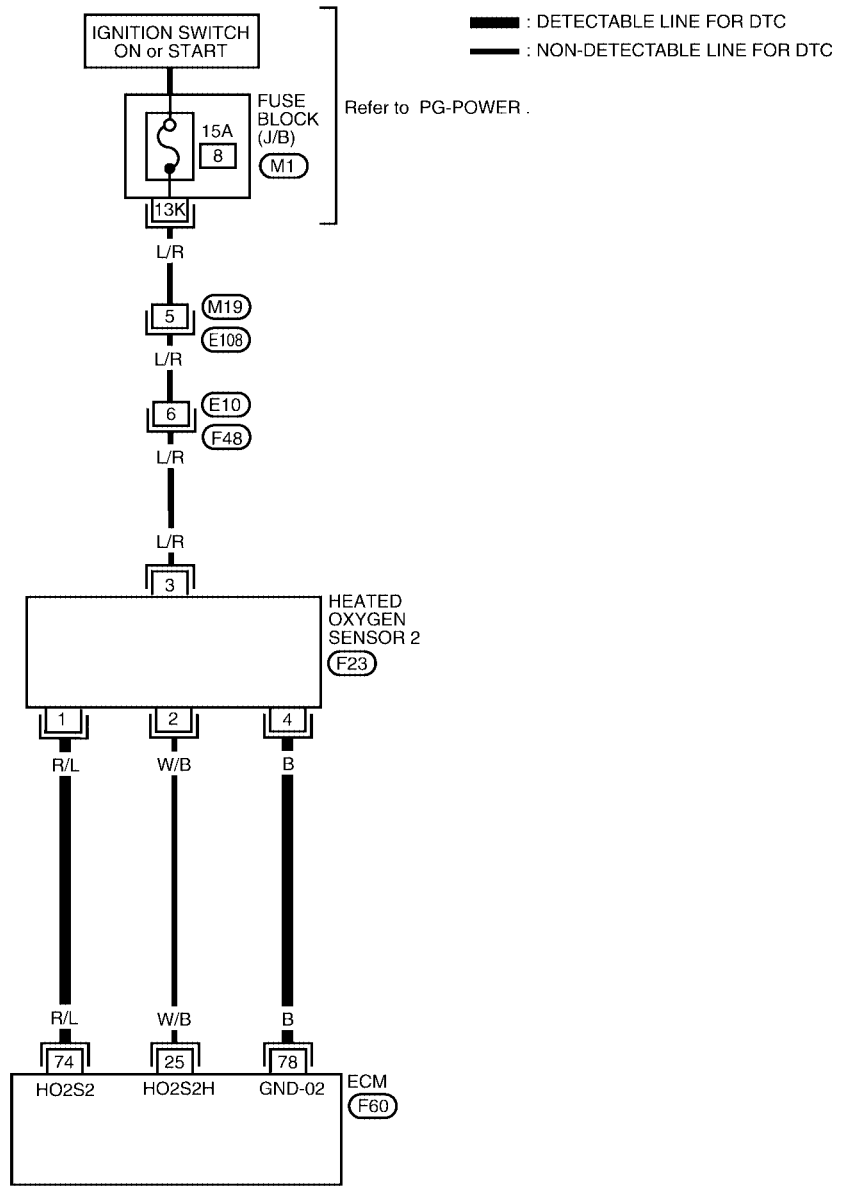 IGNITION SWITCH
ON or START
: DETECTABLE LINE FOR DTC
: NON-DETECTABLE LINE FOR DTC
FUSE
BLOCK
(J/B)
M1
15A
8
Refer to PG-POWER .
13K
L/R
5
M19
E108
L/R
6
E10
F48
L/R
L/R
3
HEATED
OXYGEN
SENSOR 2
F23
1
2
4
R/L
W/B
B
R/L
W/B
B
74
25
78
HO2S2
HO2S2H
GND-02
ECM
F60